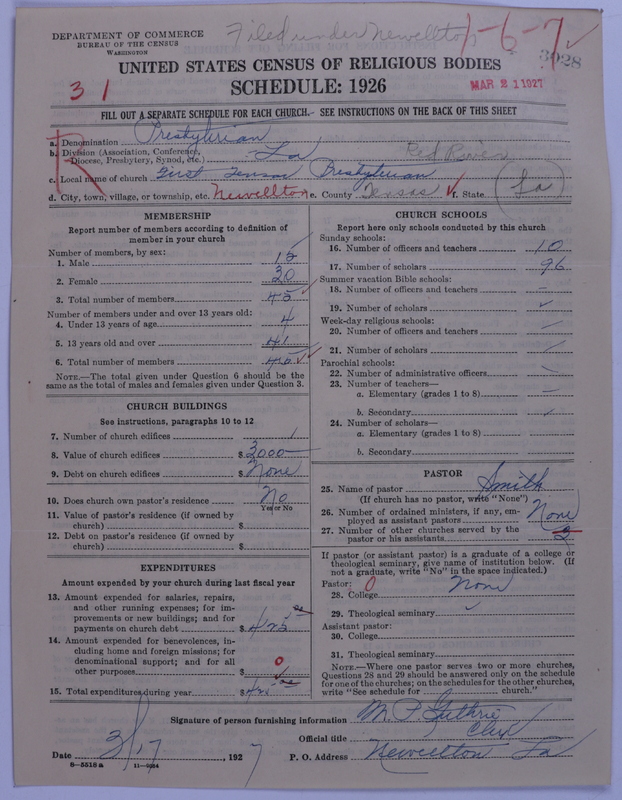 DEPARTMENT OF COMMERCE
BUREAU OF THE CENSUS
WASHINGTON
Filed under Newellton
1-6-7
3028
UNITED STATES CENSUS OF RELIGIOUS BODIES
SCHEDULE: 1926
31
MAR 21 1927
FILL OUT A SEPARATE SCHEDULE FOR EACH CHURCH.- SEE INSTRUCTIONS ON THE BACK OF THIS SHEET
a. Denomination Presbyterian
b. Division (Association, Conference, Diocese, Presbytery, Synod, etc.) La Red River
c. Local name of church First Tensas Presbyterian
d. City, town, village, or township, etc. Newellton e. County Tensas f. State La
R
MEMBERSHIP
Report number of members according to definition of
member in your church
Number of members, by sex:
1. Male 15
2. Female 30
3. Total number of members 45
Number of members under and over 13 years old:
4. Under 13 years of age 4
5. 13 years old and over 41
6. Total number of members 45
NOTE.—The total given under Question 6 should be the
same as the total of males and females given under Question 3.
CHURCH BUILDINGS
See instructions, paragraphs 10 to 12
7. Number of church edifices 1
8. Value of church edifices $ 3000
9. Debt on church edifices $ None
10. Does church own pastor's residence No
Yes or No
11. Value of pastor's residence (if owned by
church) $
12. Debt on pastor's residence (if owned by
church) $
EXPENDITURES
Amount expended by your church during last fiscal year
13. Amount expended for salaries, repairs,
and other running expenses; for im-
provements or new buildings; and for
payments on church debt $ 425
14. Amount expended for benevolences, in-
cluding home and foreign missions; for
denominational support; and for all
other purposes $ 0
15. Total expenditures during year $ 425
CHURCH SCHOOLS
Report here only schools conducted by this church
Sunday schools:
16. Number of officers and teachers 10
17. Number of scholars 96
Summer vacation Bible schools:
18. Number of officers and teachers
19. Number of scholars
Week-day religious schools:
20. Number of officers and teachers
21. Number of scholars
Parochial schools:
22. Number of administrative officers
23. Number of teachers—
a. Elementary (grades 1 to 8)
b. Secondary
24. Number of scholars—
a. Elementary (grades 1 to 8)
b. Secondary
PASTOR
25. Name of pastor Smith
(If church has no pastor, write "None")
26. Number of ordained ministers, if any, em-
ployed as assistant pastors None
27. Number of other churches served by the
pastor or his assistants 2
If pastor (or assistant pastor) is a graduate of a college or
theological seminary, give name of institution below. (If
not a graduate, write "No" in the space indicated.)
Pastor: 0
28. College None
29. Theological seminary
Assistant pastor:
30. College
31. Theological seminary
NOTE.—Where one pastor serves two or more churches,
Questions 28 and 29 should be answered only on the schedule
for one of the churches; on the schedules for the other churches,
write "See schedule for church."
Signature of person furnishing information M. P. Guthrie
Official title Clerk
Date 3/17, 1927 P. O. Address Newellton La
8-5518 a 11-9264